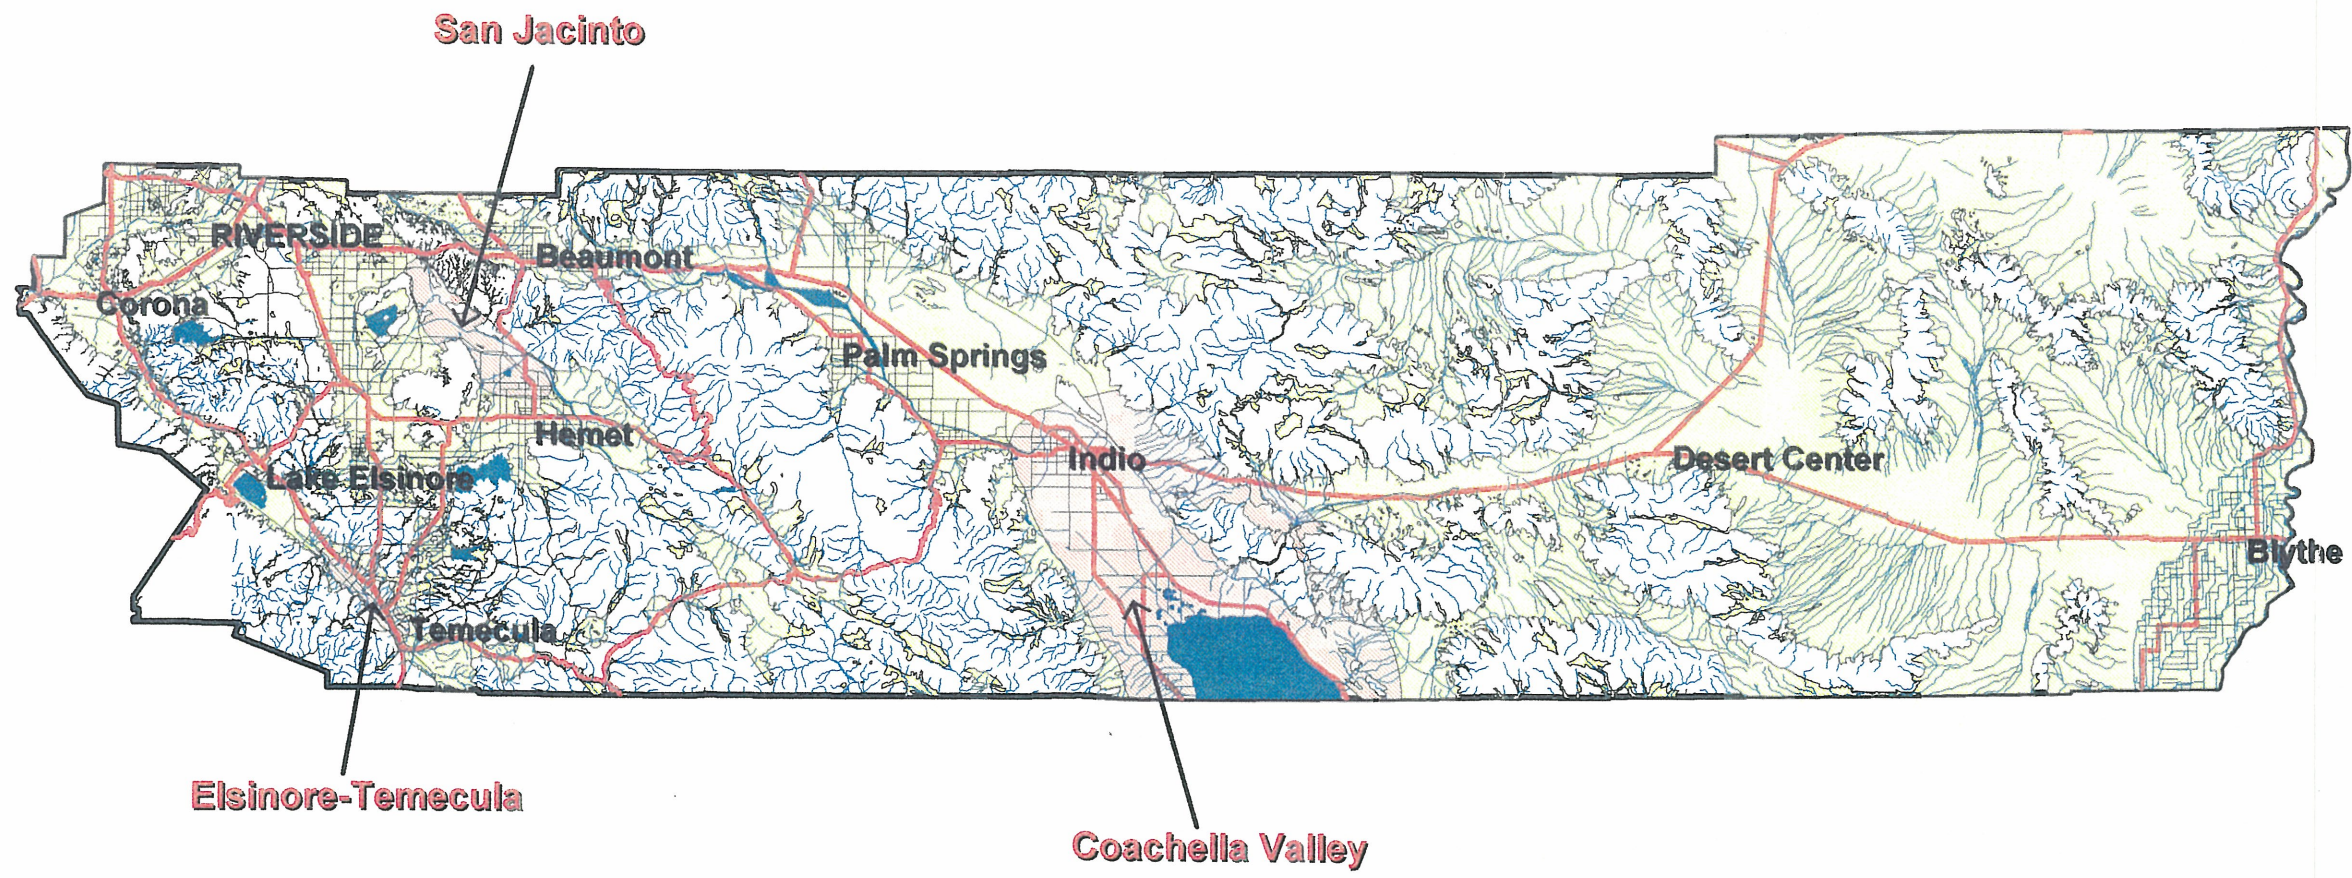 San Jacinto
RIVERSIDE
Beaumont
Corona
Palm Springs
Hemet
Indio
Desert Center
Lake Elsinore
Blythe
Temecula
Elsinore-Temecula
Coachella Valley